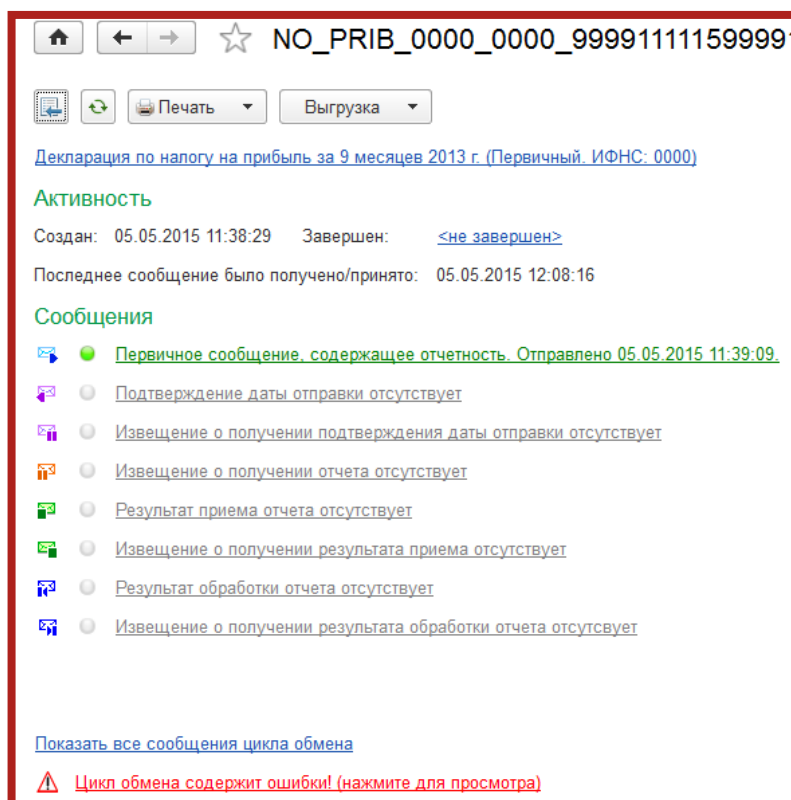 NO_PRIB_0000_0000_99991111159999
Печать Выгрузка
Декларация по налогу на прибыль за 9 месяцев 2013 г. (Первичный. ИФНС: 0000)
Активность
Создан: 05.05.2015 11:38:29 Завершен: <не завершен>
Последнее сообщение было получено/принято: 05.05.2015 12:08:16
Сообщения
Первичное сообщение, содержащее отчетность. Отправлено 05.05.2015 11:39:09.
Подтверждение даты отправки отсутствует
Извещение о получении подтверждения даты отправки отсутствует
Извещение о получении отчета отсутствует
Результат приема отчета отсутствует
Извещение о получении результата приема отсутствует
Результат обработки отчета отсутствует
Извещение о получении результата обработки отчета отсутсвует
Показать все сообщения цикла обмена
Цикл обмена содержит ошибки! (нажмите для просмотра)